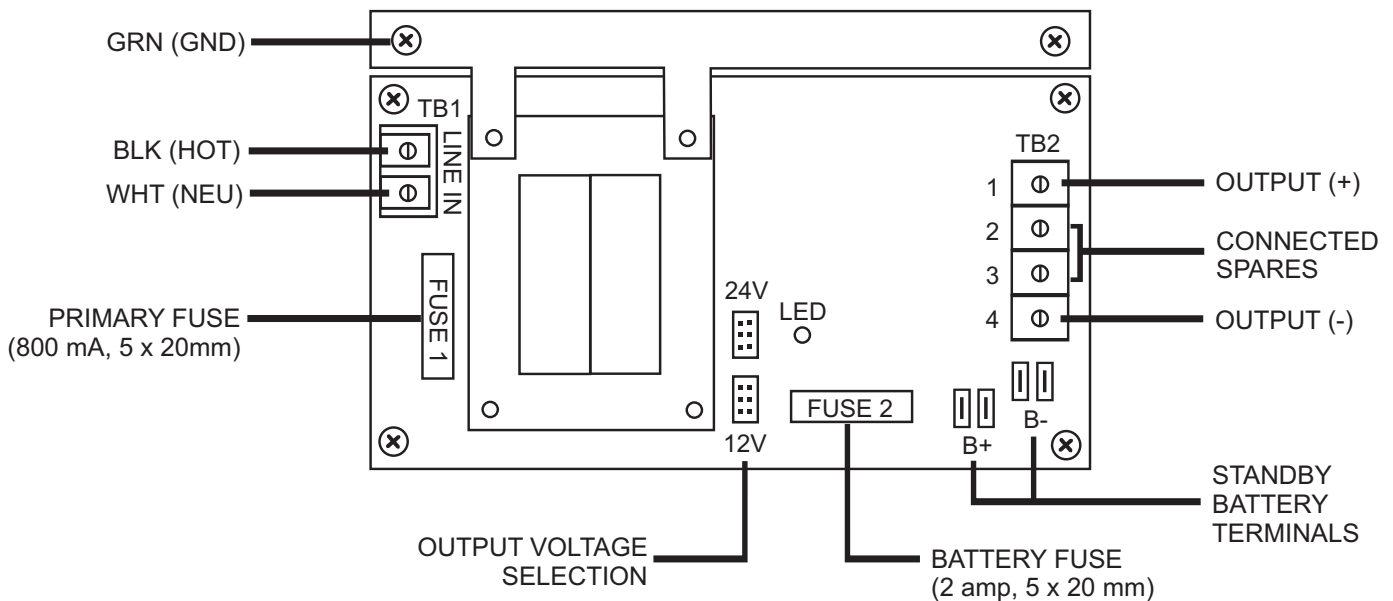 GRN (GND)
TB1
BLK (HOT)
WHT (NEU)
LINE IN
TB2
1
OUTPUT (+)
2
3
CONNECTED
SPARES
4
OUTPUT (-)
PRIMARY FUSE
(800 mA, 5 x 20mm)
FUSE 1
24V
LED
12V
FUSE 2
B+
B-
STANDBY
BATTERY
TERMINALS
OUTPUT VOLTAGE
SELECTION
BATTERY FUSE
(2 amp, 5 x 20 mm)